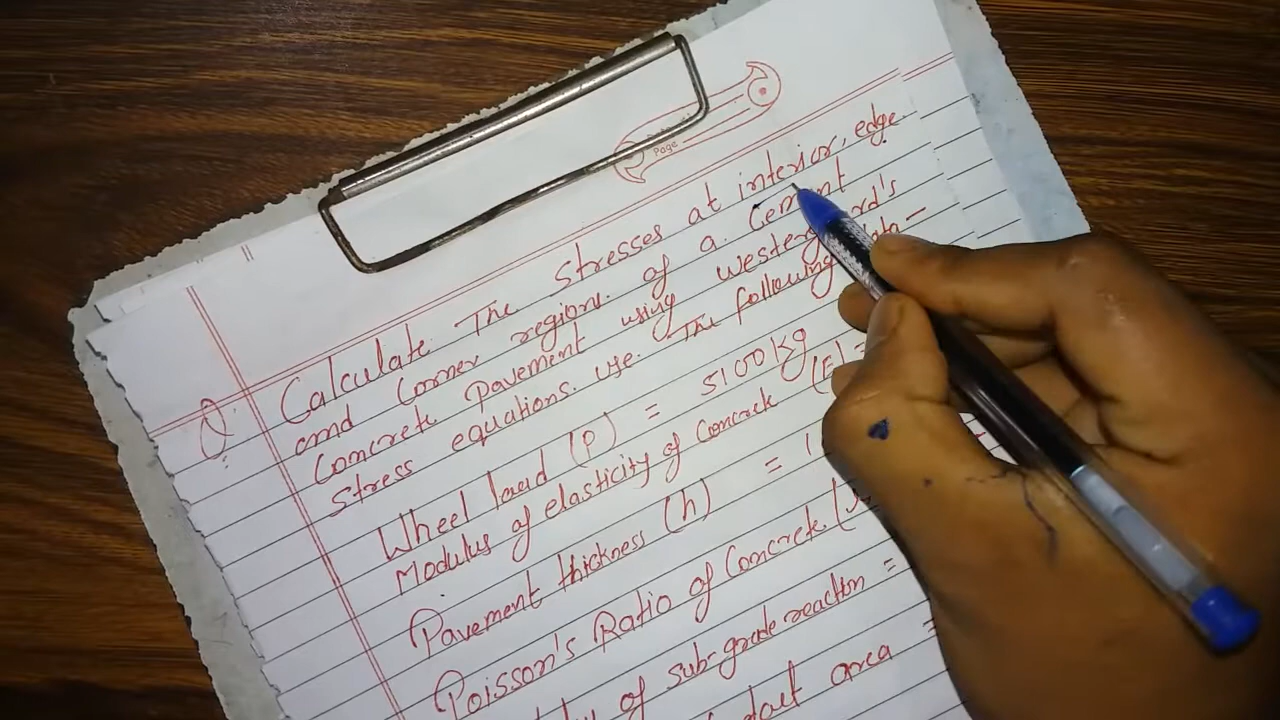 Page
Q. Calculate The Stresses at interior, edge
and Corner regions of a Cement
Concrete pavement using westergaard's
Stress equations. use The following data -
Wheel load (P) = 5100 kg
Modulus of elasticity of Concrete (E) =
Pavement thickness (h) = 1
Poisson's Ratio of Concrete (
of sub-grade reaction =
area =